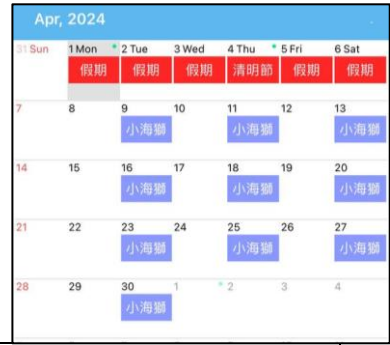 Apr, 2024
31 Sun 1 Mon 2 Tue 3 Wed 4 Thu 5 Fri 6 Sat
假期 假期 假期 清明節 假期 假期
7 8 9 10 11 12 13
小海獅 小海獅 小海獅
14 15 16 17 18 19 20
小海獅 小海獅 小海獅
21 22 23 24 25 26 27
小海獅 小海獅 小海獅
28 29 30 1 2 3 4
小海獅